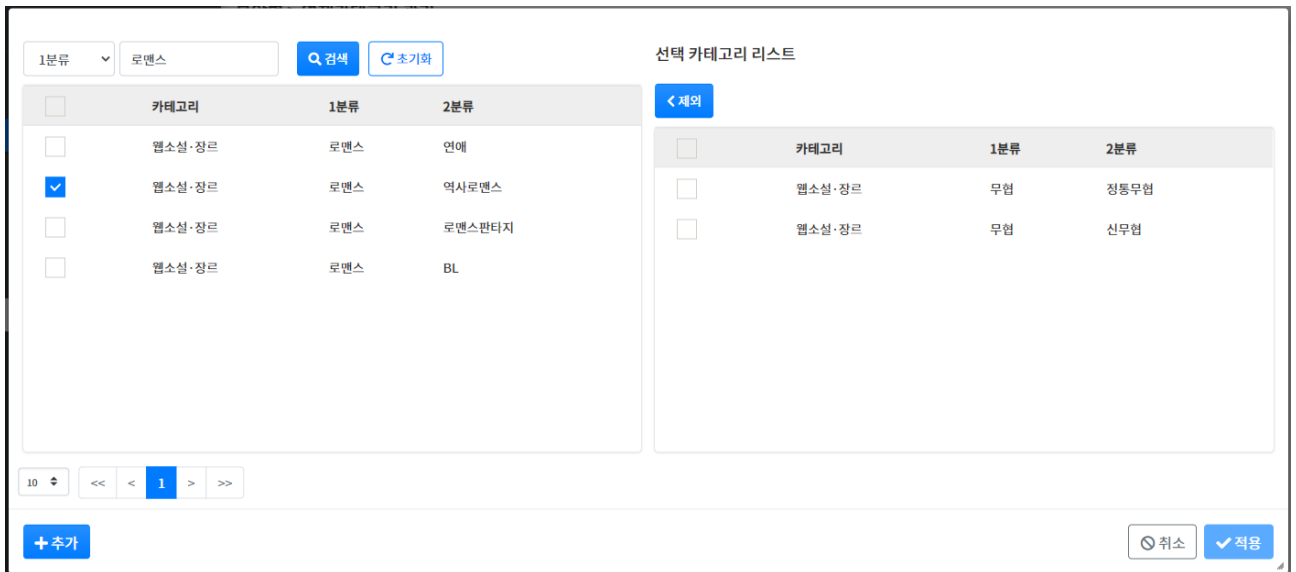 1분류 로맨스 검색 초기화
카테고리 1분류 2분류
웹소설·장르 로맨스 연애
웹소설·장르 로맨스 역사로맨스
웹소설·장르 로맨스 로맨스판타지
웹소설·장르 로맨스 BL
10 << < 1 > >>
추가
선택 카테고리 리스트
제외
카테고리 1분류 2분류
웹소설·장르 무협 정통무협
웹소설·장르 무협 신무협
취소 적용